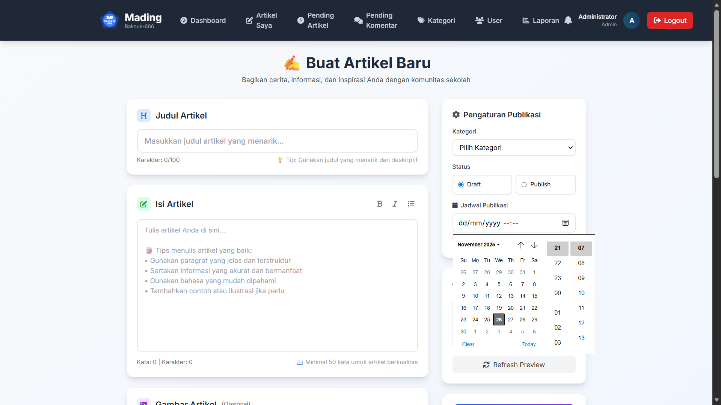 Mading
Baknus-666
Dashboard
Artikel
Saya
Pending
Artikel
Pending
Komentar
Kategori
User
Laporan
Administrator
Admin
A
Logout
✍️ Buat Artikel Baru
Bagikan cerita, informasi, dan inspirasi Anda dengan komunitas sekolah
H Judul Artikel
Masukkan judul artikel yang menarik...
Karakter: 0/100
💡 Tip: Gunakan judul yang menarik dan deskriptif
Isi Artikel
B I
Tulis artikel Anda di sini...
📝 Tips menulis artikel yang baik:
• Gunakan paragraf yang jelas dan terstruktur
• Sertakan informasi yang akurat dan bermanfaat
• Gunakan bahasa yang mudah dipahami
• Tambahkan contoh atau ilustrasi jika perlu
Kata: 0 | Karakter: 0
📖 Minimal 50 kata untuk artikel berkualitas
Gambar Artikel (Opsional)
Pengaturan Publikasi
Kategori
Pilih Kategori
Status
Draft
Publish
Jadwal Publikasi
dd/mm/yyyy --:--
21 07
Su Mo Tu We Th Fr Sa
22 08
26 27 28 29 30 31 1
23 09
2 3 4 5 6 7 8
00 10
9 10 11 12 13 14 15
01 11
16 17 18 19 20 21 22
02 12
23 24 25 26 27 28 29
03 13
30 1 2 3 4 5 6
Clear
Today
Refresh Preview